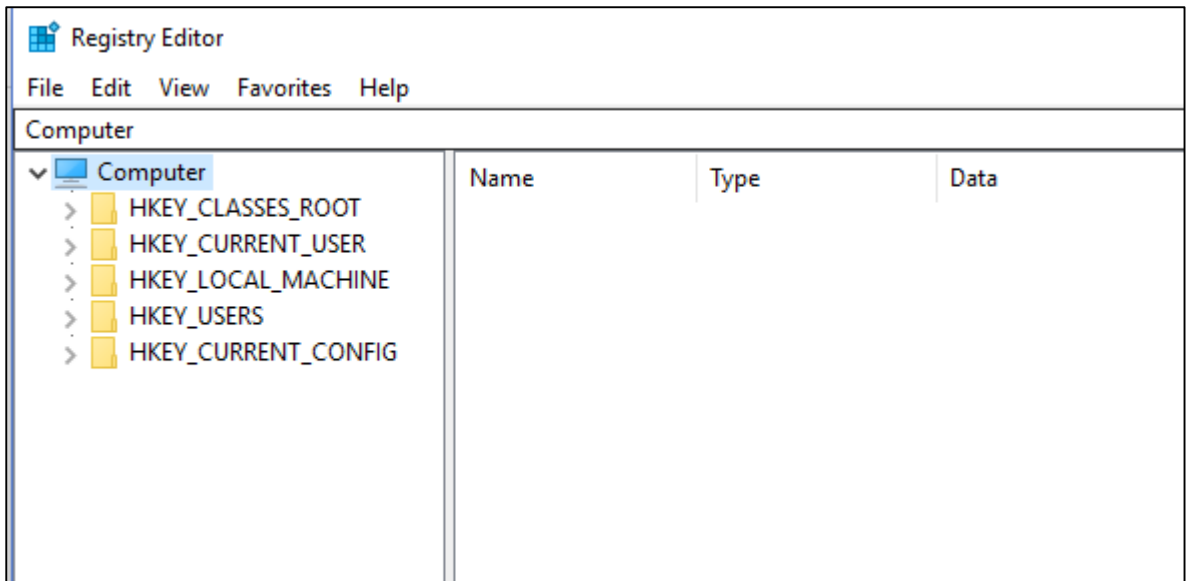 Registry Editor
File Edit View Favorites Help
Computer
Computer
HKEY_CLASSES_ROOT
HKEY_CURRENT_USER
HKEY_LOCAL_MACHINE
HKEY_USERS
HKEY_CURRENT_CONFIG
Name Type Data